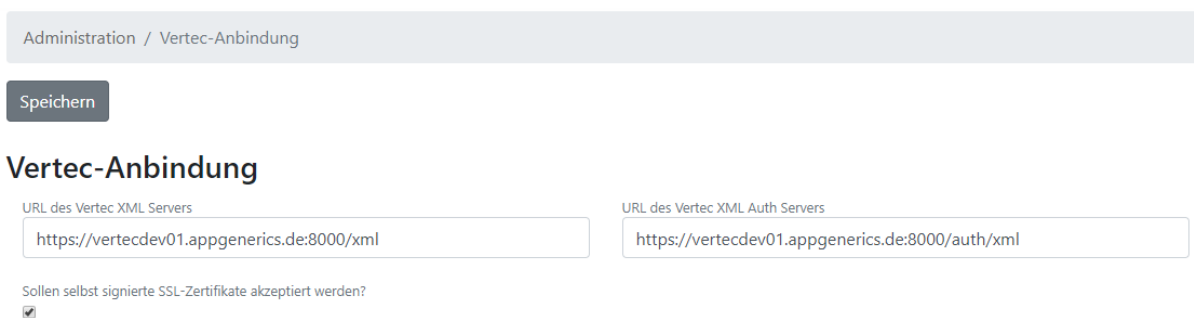 Administration / Vertec-Anbindung
Speichern
Vertec-Anbindung
URL des Vertec XML Servers
https://vertecdev01.appgenerics.de:8000/xml
URL des Vertec XML Auth Servers
https://vertecdev01.appgenerics.de:8000/auth/xml
Sollen selbst signierte SSL-Zertifikate akzeptiert werden?